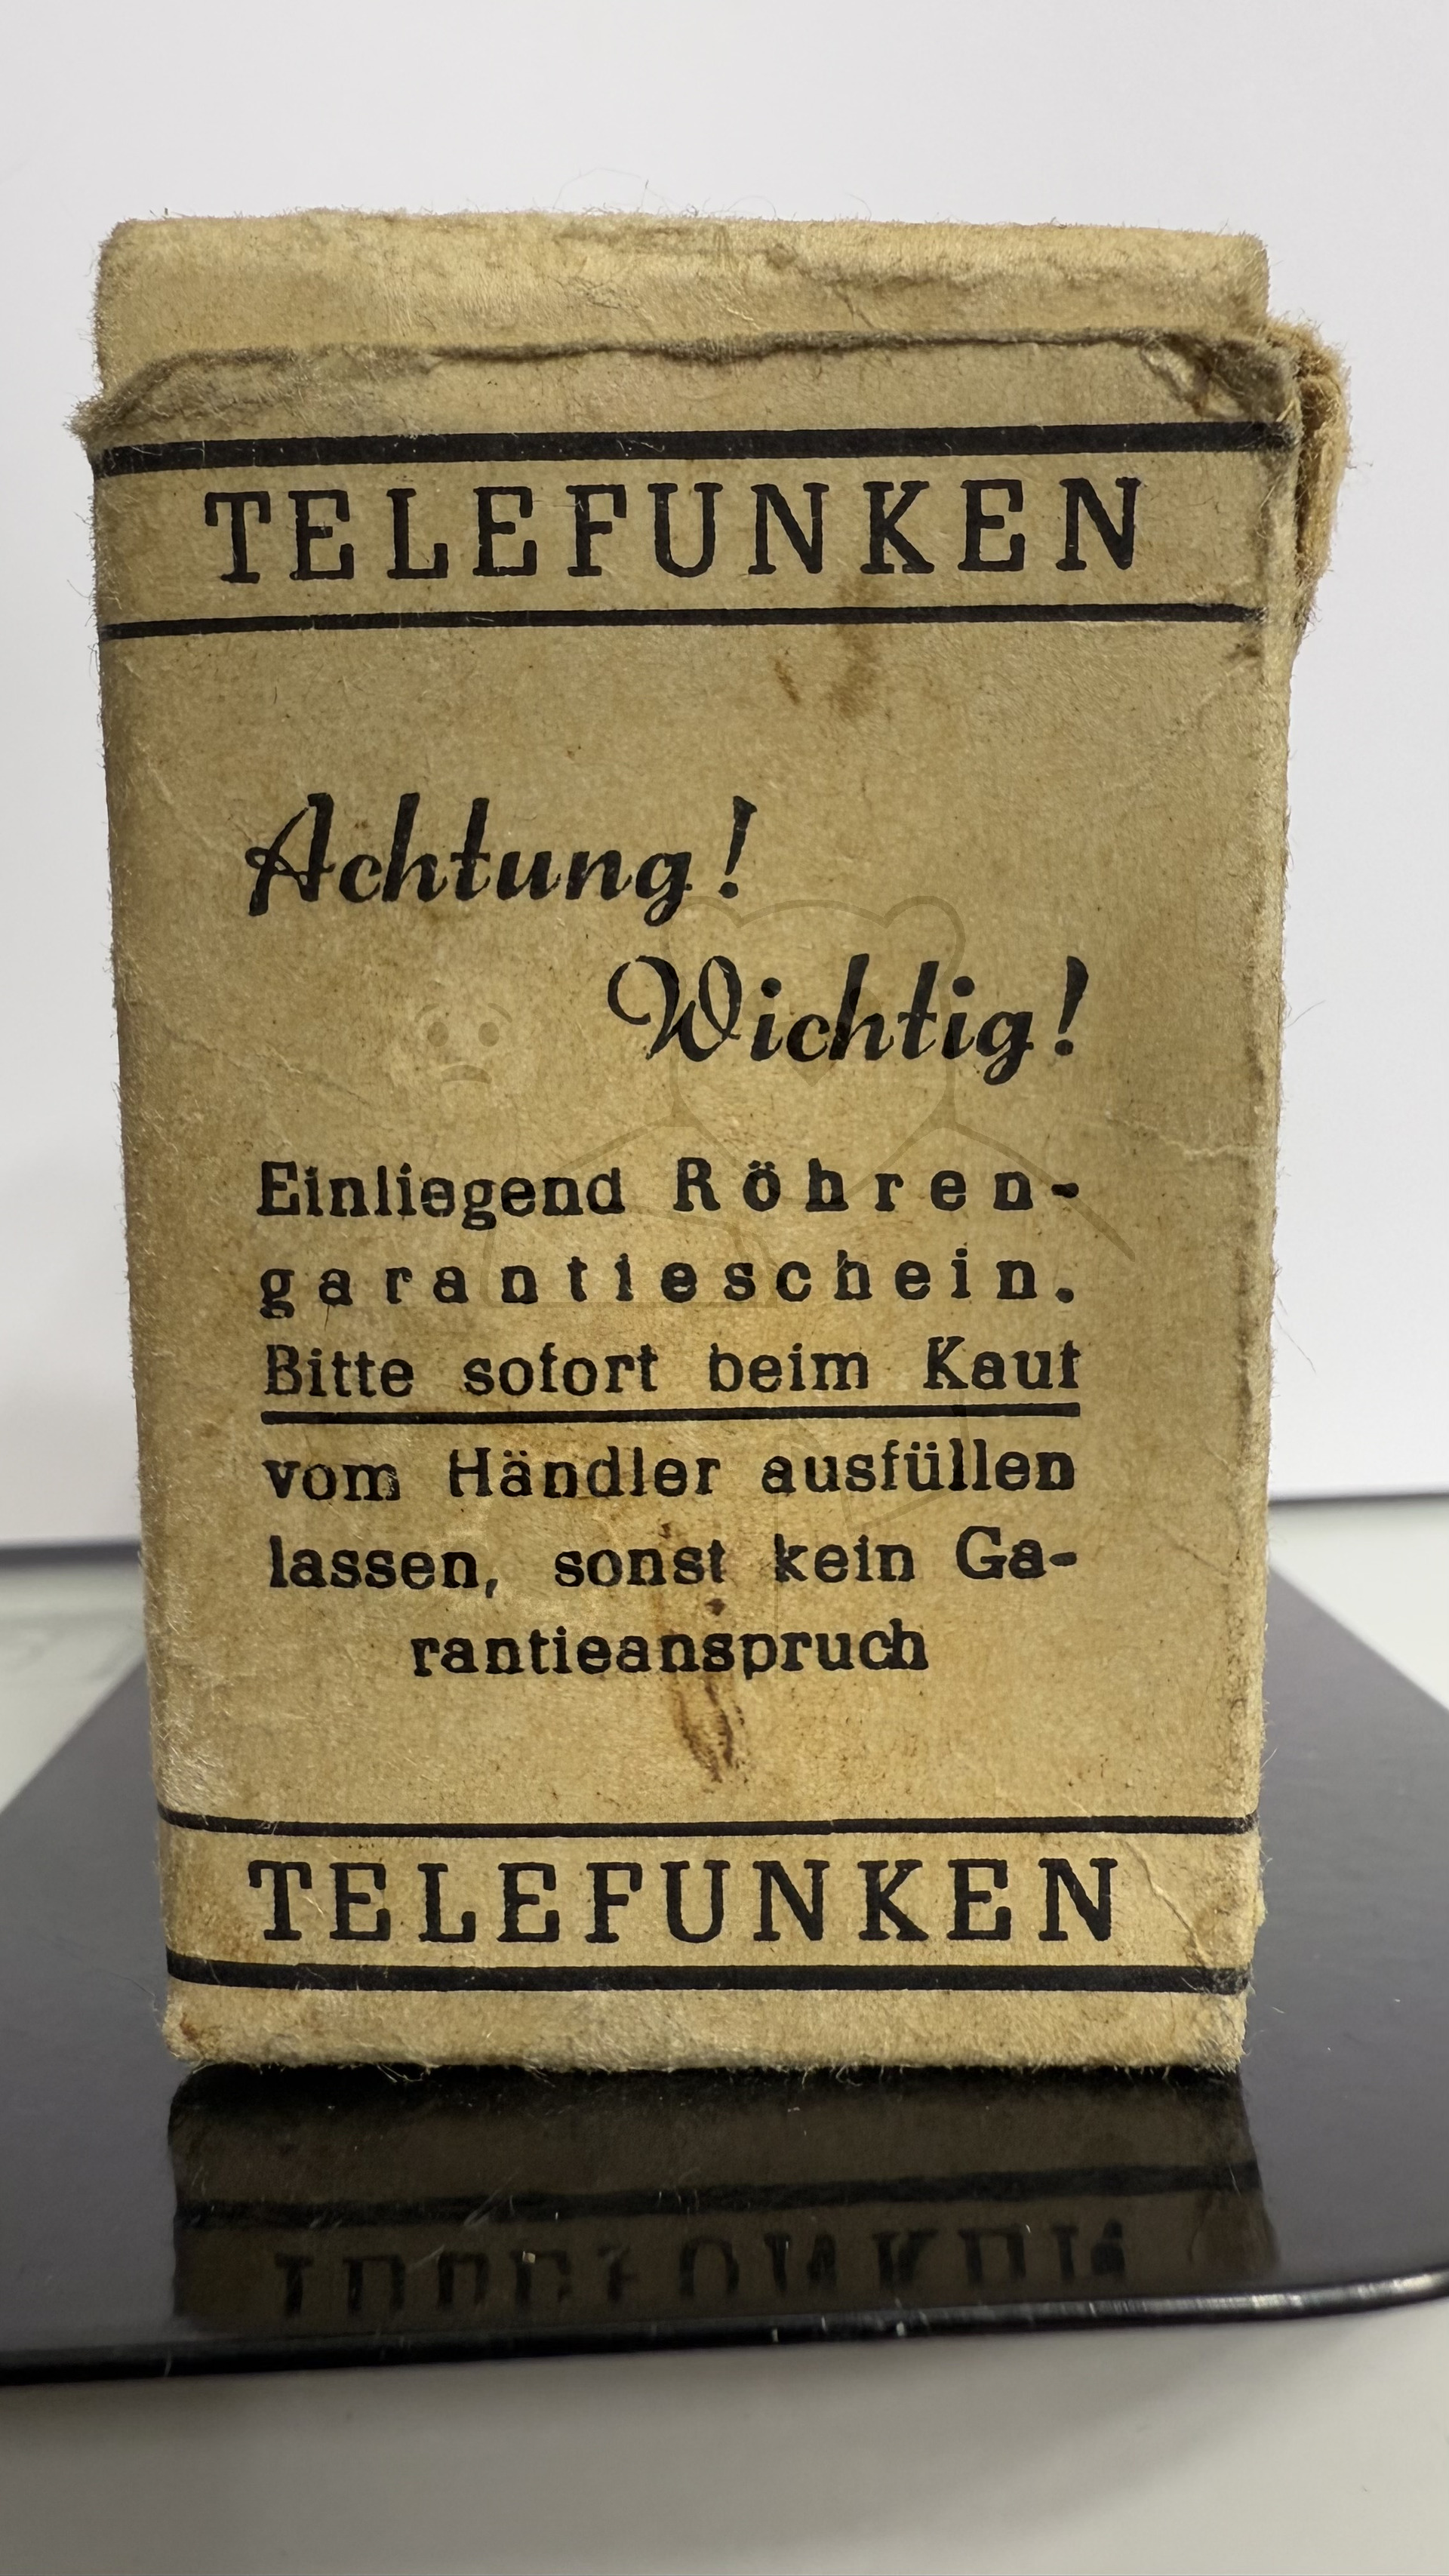 TELEFUNKEN
Achtung!
Wichtig!
Einliegend Röhren-
garantieschein.
Bitte sofort beim Kauf
vom Händler ausfüllen
lassen, sonst kein Ga-
rantieanspruch
TELEFUNKEN